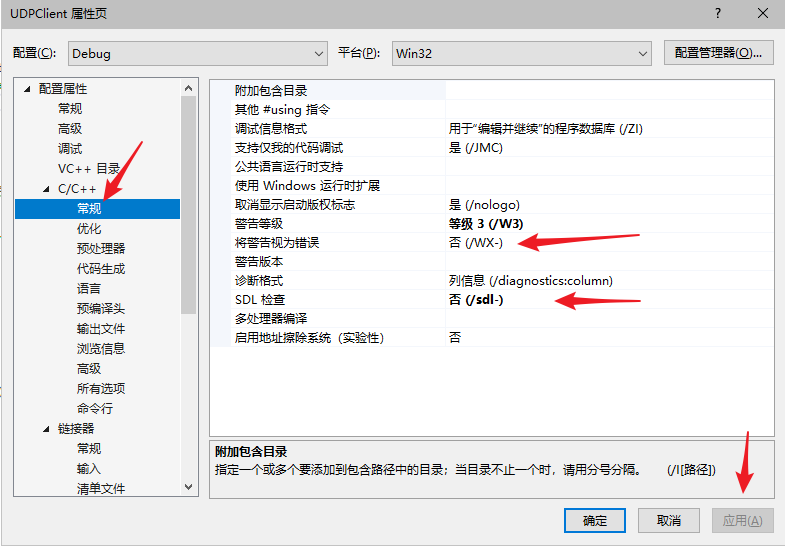 UDPClient 属性页
配置(C): Debug 平台(P): Win32 配置管理器(O)...
配置属性
常规
高级
调试
VC++ 目录
C/C++
常规
优化
预处理器
代码生成
语言
预编译头
输出文件
浏览信息
高级
所有选项
命令行
链接器
常规
输入
清单文件
附加包含目录
其他 #using 指令
调试信息格式 用于“编辑并继续”的程序数据库 (/ZI)
支持仅我的代码调试 是 (/JMC)
公共语言运行时支持
使用 Windows 运行时扩展
取消显示启动版权标志 是 (/nologo)
警告等级 等级 3 (/W3)
将警告视为错误 否 (/WX-)
警告版本
诊断格式 列信息 (/diagnostics:column)
SDL 检查 否 (/sdl-)
多处理器编译
启用地址擦除系统（实验性） 否
附加包含目录
指定一个或多个要添加到包含路径中的目录；当目录不止一个时，请用分号分隔。 (/I[路径])
确定 取消 应用(A)